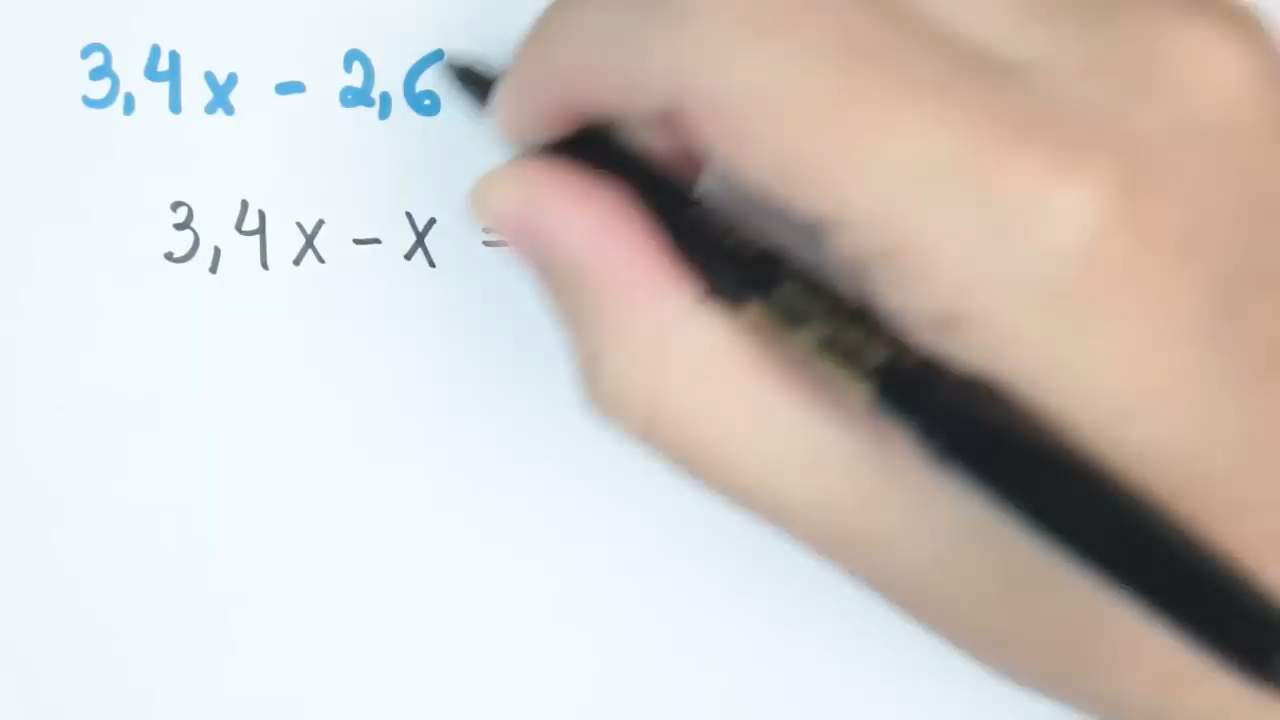 3,4x - 2,6
3,4x - x =